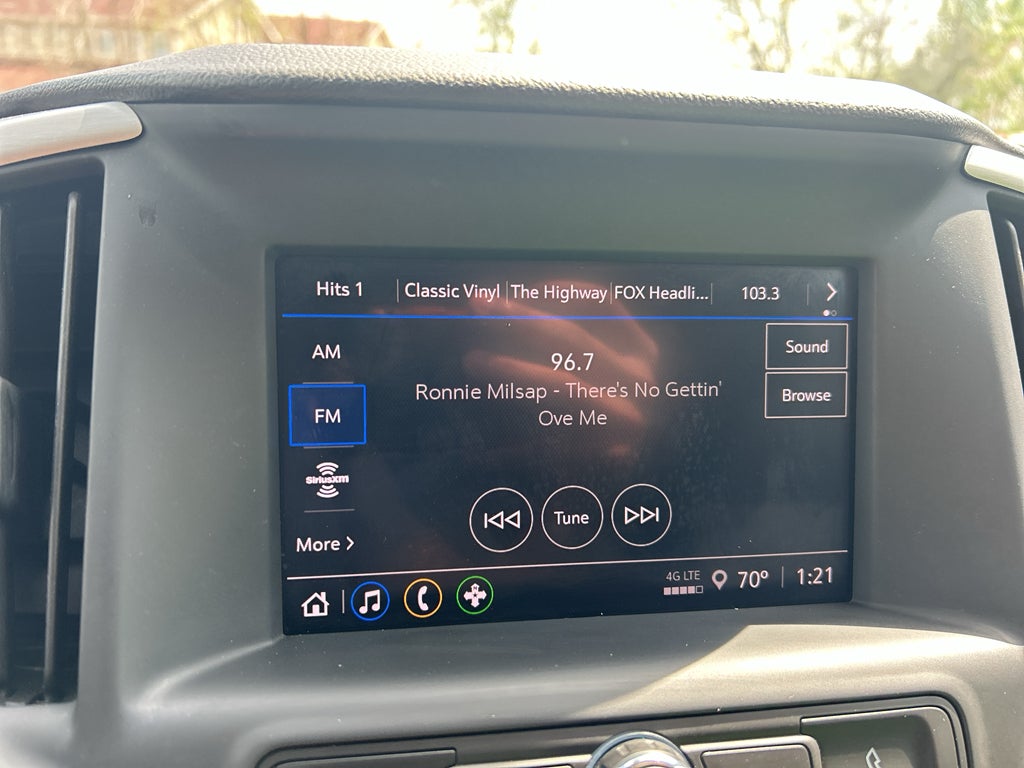 Hits 1 Classic Vinyl The Highway FOX Headli... 103.3
AM
96.7
Sound
Ronnie Milsap - There's No Gettin'
Browse
FM
Ove Me
SiriusXM
Tune
More
4G LTE
70° 1:21